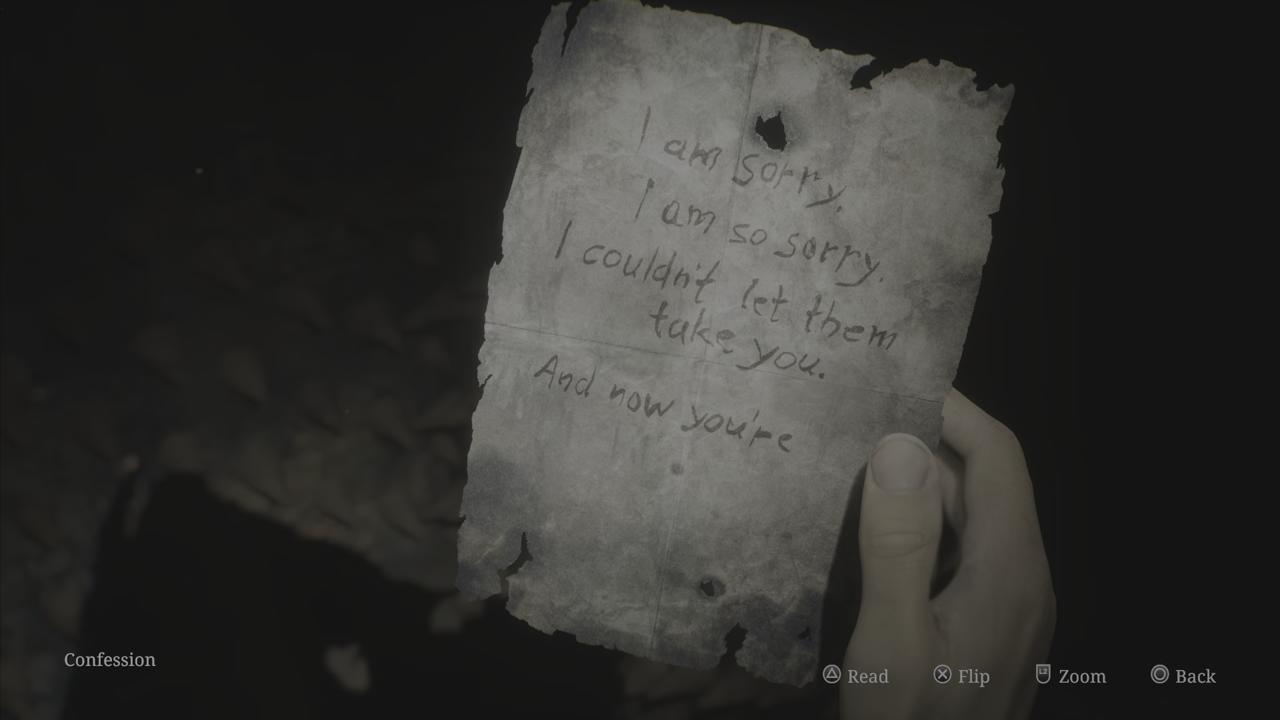 I am sorry.
I am so sorry.
I couldn't let them
take you.
And now you're
Confession
Read
Flip
L2
Zoom
Back